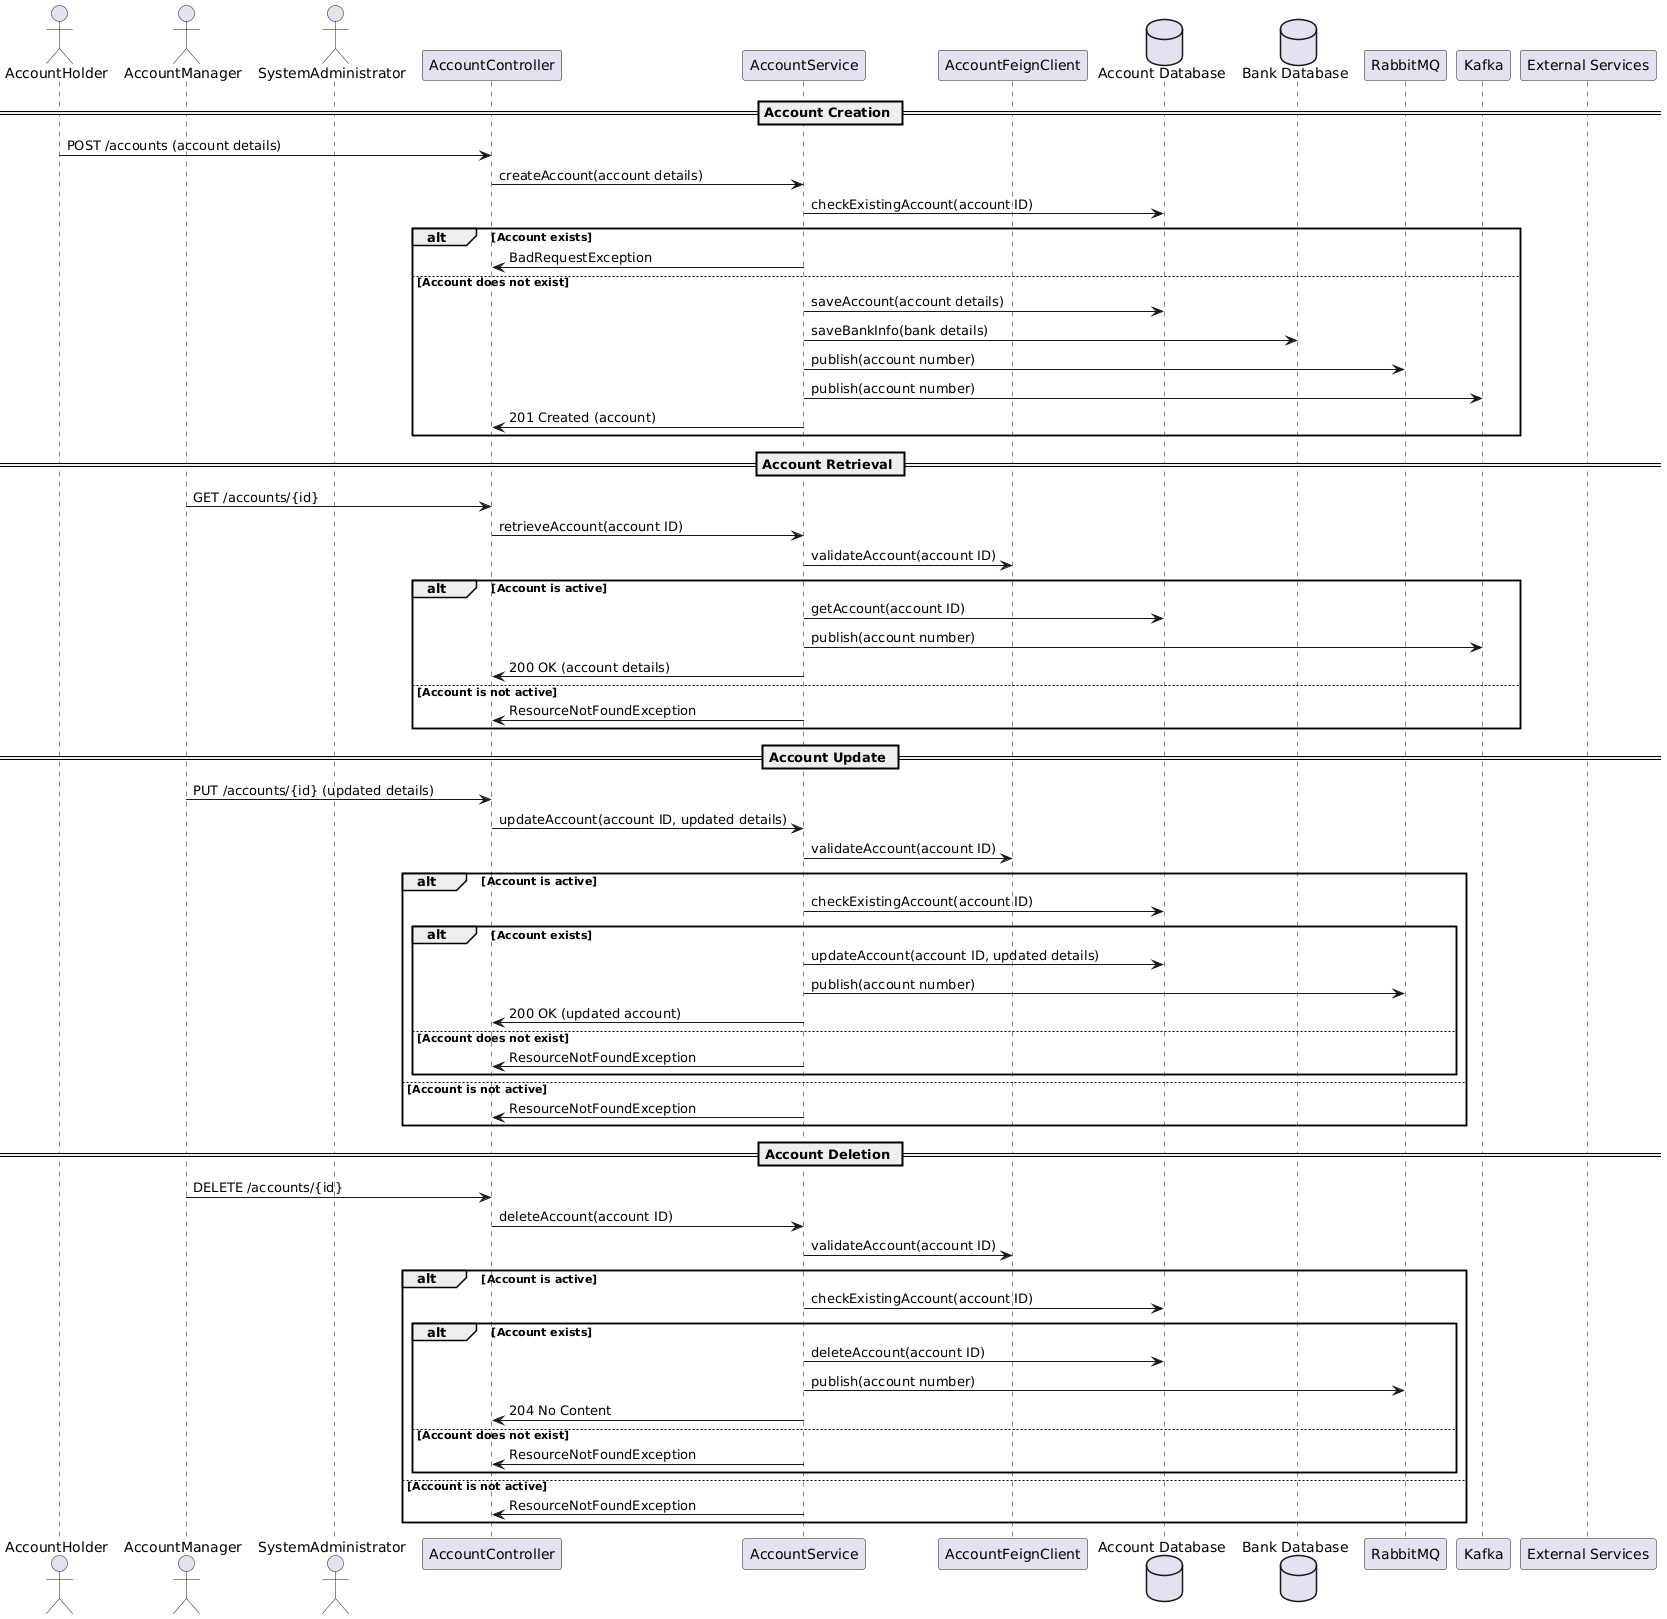 AccountHolder
AccountManager
SystemAdministrator
AccountController
AccountService
AccountFeignClient
Account Database
Bank Database
RabbitMQ
Kafka
External Services
Account Creation
POST /accounts (account details)
createAccount(account details)
checkExistingAccount(account ID)
alt [Account exists]
BadRequestException
[Account does not exist]
saveAccount(account details)
saveBankInfo(bank details)
publish(account number)
publish(account number)
201 Created (account)
Account Retrieval
GET /accounts/{id}
retrieveAccount(account ID)
validateAccount(account ID)
alt [Account is active]
getAccount(account ID)
publish(account number)
200 OK (account details)
[Account is not active]
ResourceNotFoundException
Account Update
PUT /accounts/{id} (updated details)
updateAccount(account ID, updated details)
validateAccount(account ID)
alt [Account is active]
checkExistingAccount(account ID)
alt [Account exists]
updateAccount(account ID, updated details)
publish(account number)
200 OK (updated account)
[Account does not exist]
ResourceNotFoundException
[Account is not active]
ResourceNotFoundException
Account Deletion
DELETE /accounts/{id}
deleteAccount(account ID)
validateAccount(account ID)
alt [Account is active]
checkExistingAccount(account ID)
alt [Account exists]
deleteAccount(account ID)
publish(account number)
204 No Content
[Account does not exist]
ResourceNotFoundException
[Account is not active]
ResourceNotFoundException
AccountHolder
AccountManager
SystemAdministrator
AccountController
AccountService
AccountFeignClient
Account Database
Bank Database
RabbitMQ
Kafka
External Services